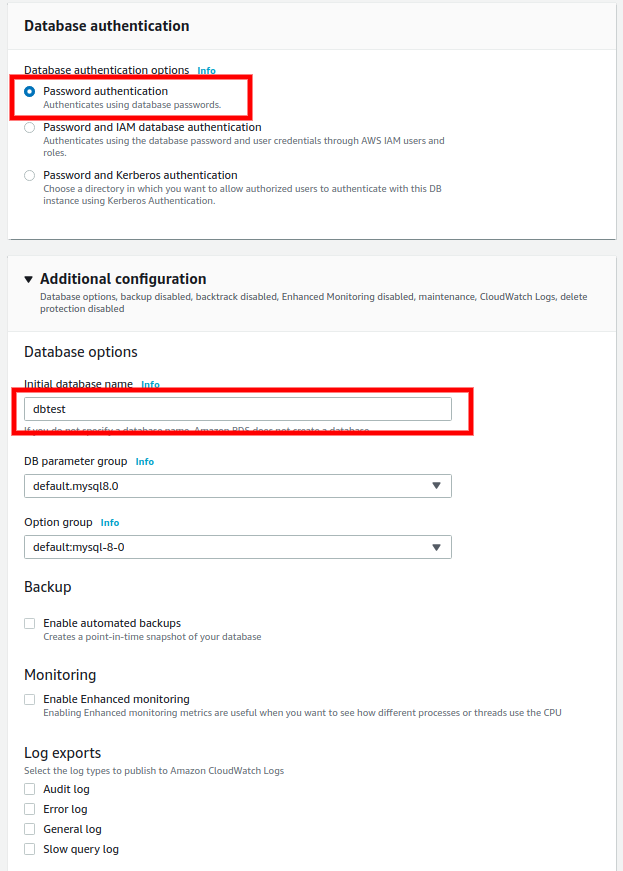 Database authentication
Database authentication options Info
Password authentication
Authenticates using database passwords.
Password and IAM database authentication
Authenticates using the database password and user credentials through AWS IAM users and
roles.
Password and Kerberos authentication
Choose a directory in which you want to allow authorized users to authenticate with this DB
instance using Kerberos Authentication.
Additional configuration
Database options, backup disabled, backtrack disabled, Enhanced Monitoring disabled, maintenance, CloudWatch Logs, delete
protection disabled
Database options
Initial database name Info
dbtest
If you do not specify a database name, Amazon RDS does not create a database.
DB parameter group Info
default.mysql8.0
Option group Info
default:mysql-8-0
Backup
Enable automated backups
Creates a point-in-time snapshot of your database
Monitoring
Enable Enhanced monitoring
Enabling Enhanced monitoring metrics are useful when you want to see how different processes or threads use the CPU
Log exports
Select the log types to publish to Amazon CloudWatch Logs
Audit log
Error log
General log
Slow query log